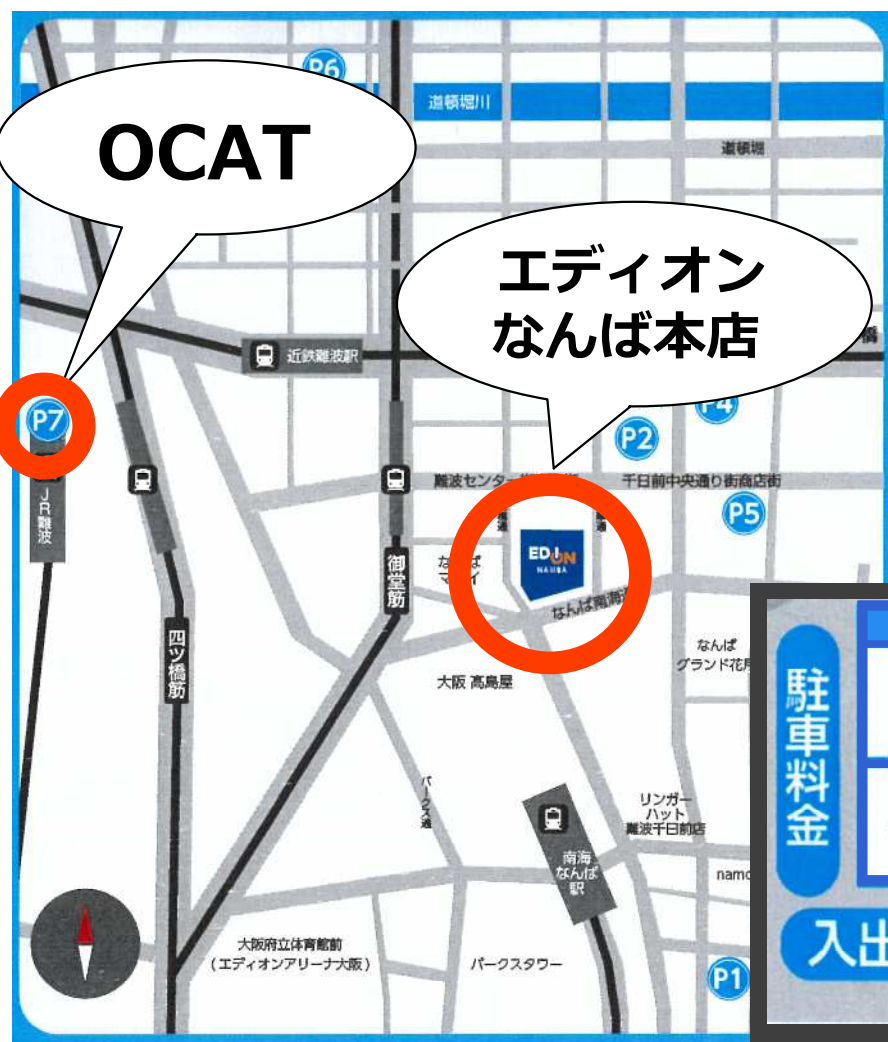 P6
道頓堀川
OCAT
道頓堀
エディオン
なんば本店
近鉄難波駅
橋
P7
P4
P2
難波センター
千日前中央通り街商店街
P5
JR難波
EDION
NAMBA
御堂筋
なんば南海通
四ツ橋筋
なんば
グランド花月
大阪 高島屋
駐車料金
パークス通
リンガー
ハット
難波千日前店
南海
なんば
駅
namc
入出
大阪府立体育館前
(エディオンアリーナ大阪)
パークスタワー
P1